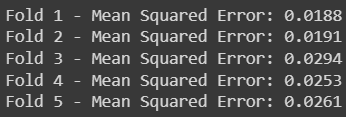 Fold 1 - Mean Squared Error: 0.0188
Fold 2 - Mean Squared Error: 0.0191
Fold 3 - Mean Squared Error: 0.0294
Fold 4 - Mean Squared Error: 0.0253
Fold 5 - Mean Squared Error: 0.0261